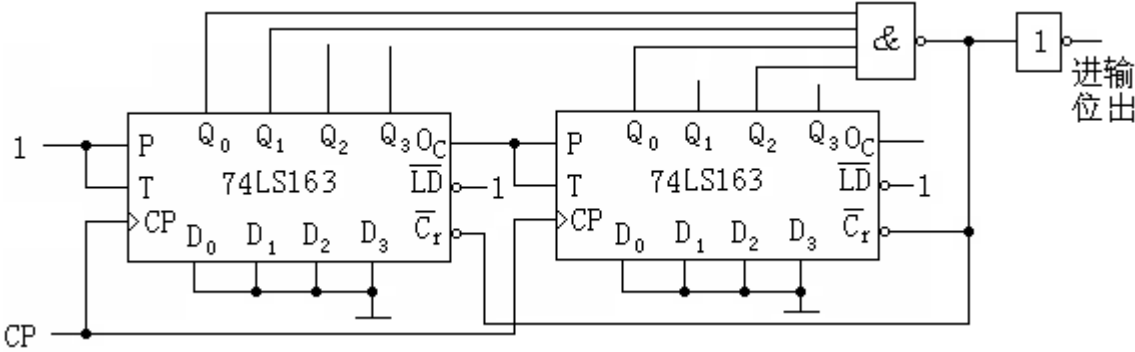 & 1
进输
位出
1 P Q0 Q1 Q2 Q3 OC P Q0 Q1 Q2 Q3 OC
T 74LS163 LD 1 T 74LS163 LD 1
CP D0 D1 D2 D3 Cr CP D0 D1 D2 D3 Cr
CP